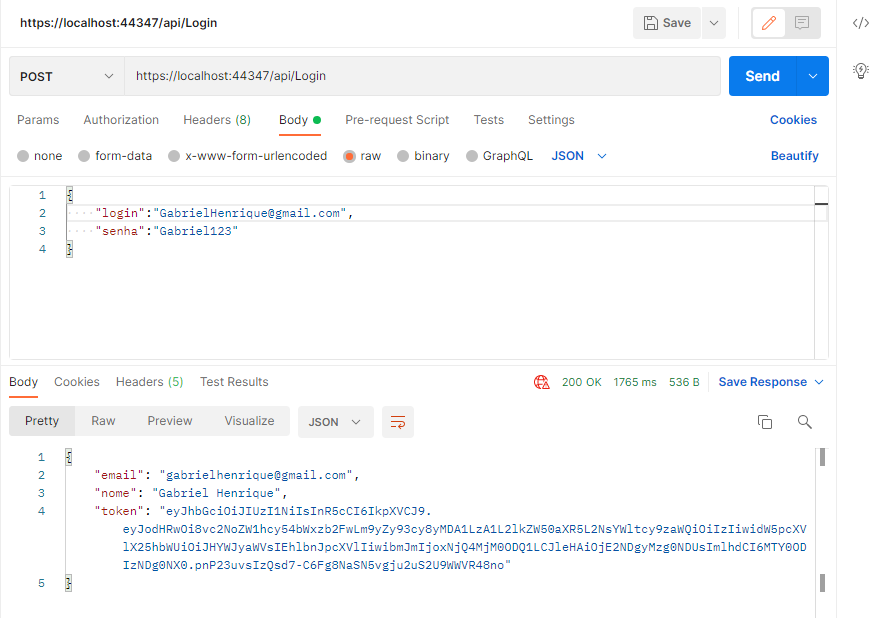 https://localhost:44347/api/Login
Save
POST
https://localhost:44347/api/Login
Send
Params Authorization Headers (8) Body Pre-request Script Tests Settings Cookies
none form-data x-www-form-urlencoded raw binary GraphQL JSON Beautify
1 {
2 ····"login":"GabrielHenrique@gmail.com",
3 ····"senha":"Gabriel123"
4 }
Body Cookies Headers (5) Test Results 200 OK 1765 ms 536 B Save Response
Pretty Raw Preview Visualize JSON
1 {
2 "email": "gabrielhenrique@gmail.com",
3 "nome": "Gabriel Henrique",
4 "token": "eyJhbGciOiJIUzI1NiIsInR5cCI6IkpXVCJ9.
eyJodHRwOi8vc2NoZW1hcy54bWxzb2FwLm9yZy93cy8yMDA1LzA1L2lkZW50aXR5L2NsYWltcy9zaWQiOiIzIiwidW5pcXV
lX25hbWUiOiJHYWJyaWVsIEhlbnJpcXVlIiwibmJmIjoxNjQ4MjM0ODQ1LCJleHAiOjE2NDgyMzg0NDUsImlhdCI6MTY0OD
IzNDg0NX0.pnP23uvsIzQsd7-C6Fg8NaSN5vgju2uS2U9WWVR48no"
5 }